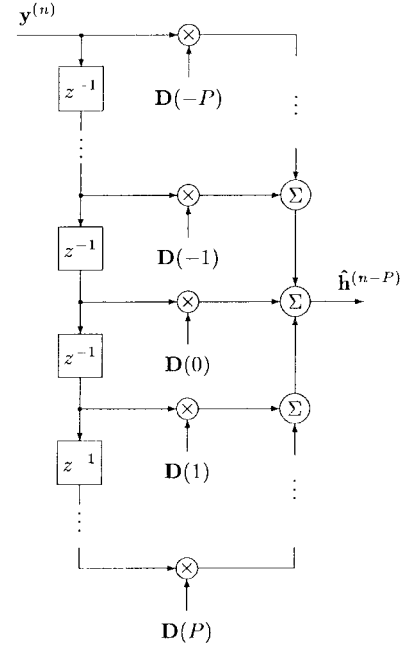 y^{(n)}
z^{-1}
D(-P)
⋮
⋮
Σ
z^{-1}
D(-1)
Σ
ĥ^{(n-P)}
z^{-1}
D(0)
Σ
z^{-1}
D(1)
⋮
⋮
D(P)